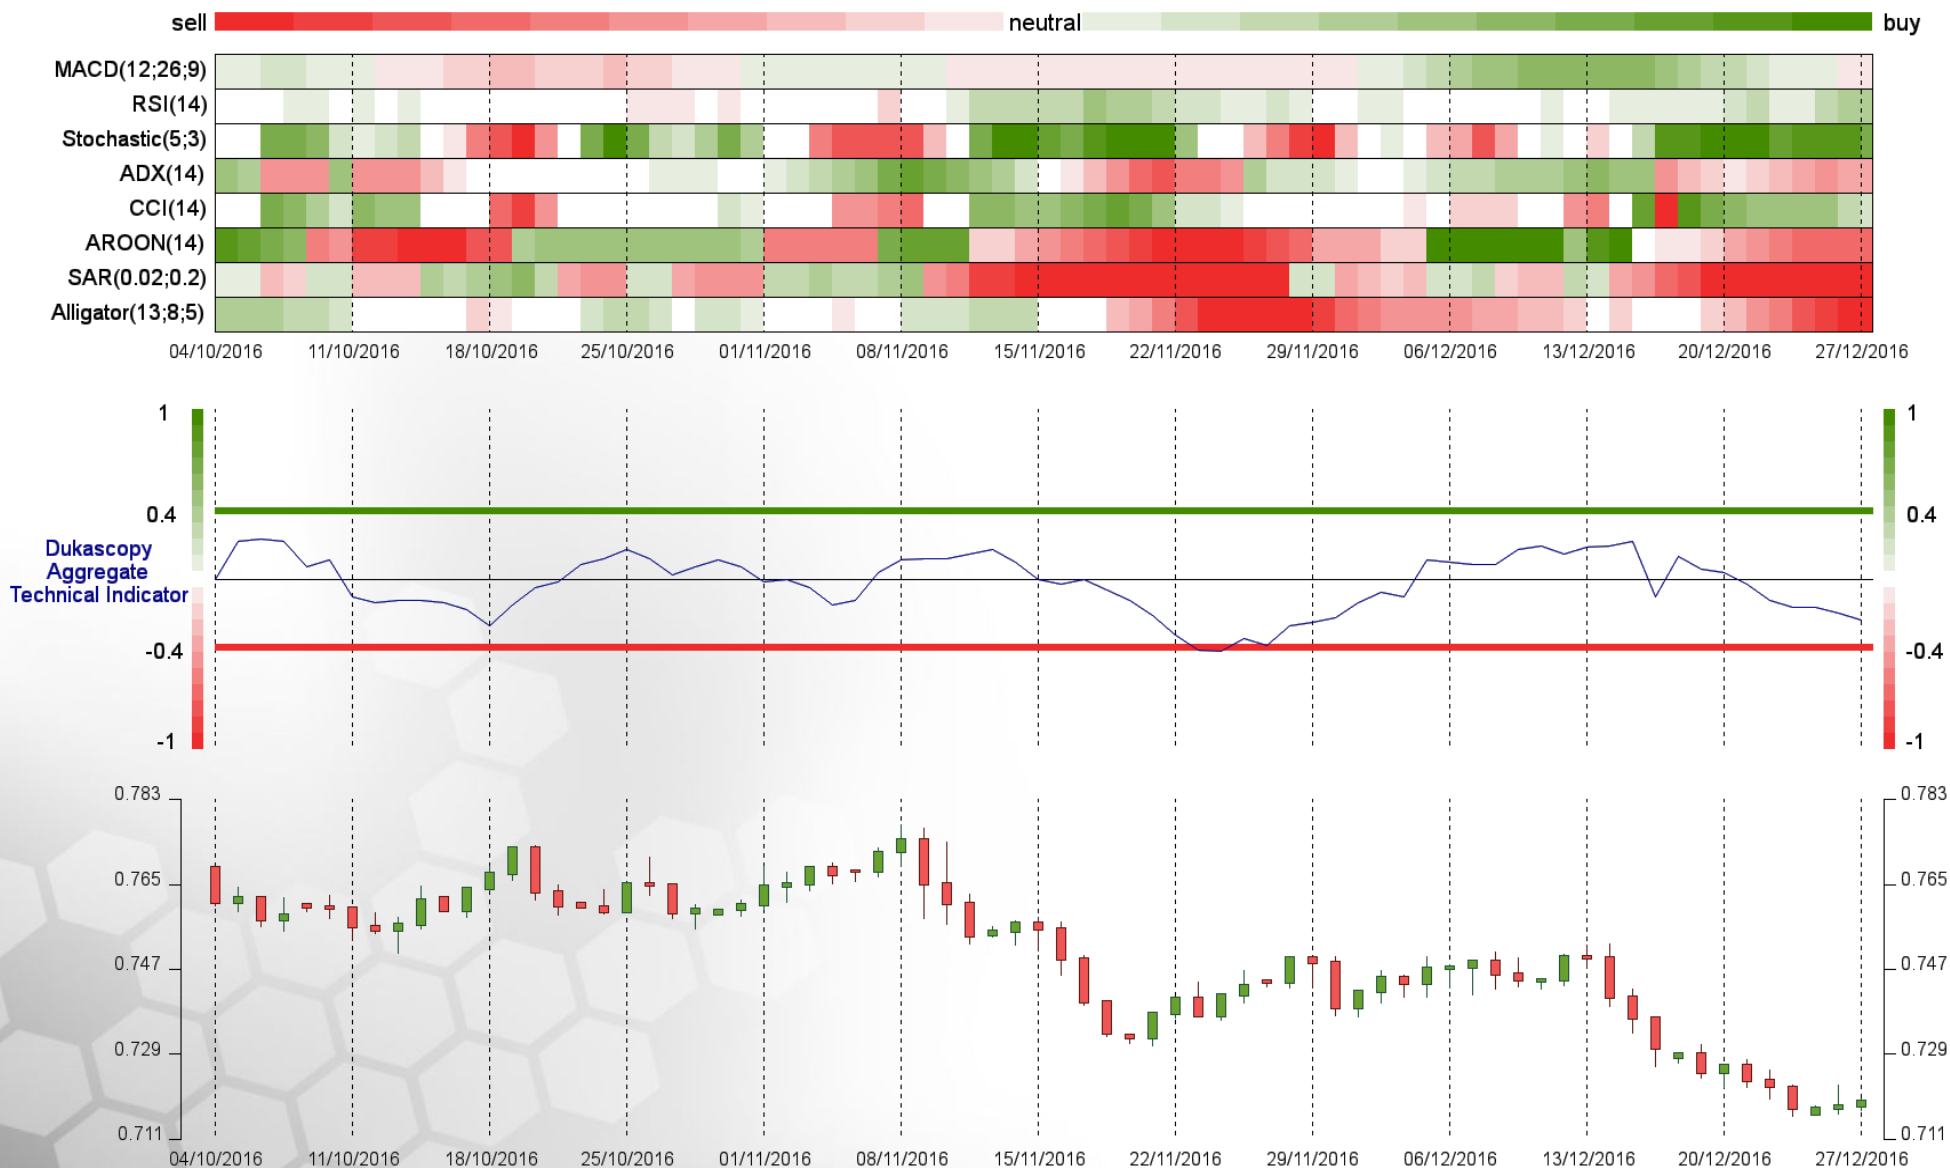 sell neutral buy
MACD(12;26;9)
RSI(14)
Stochastic(5;3)
ADX(14)
CCI(14)
AROON(14)
SAR(0.02;0.2)
Alligator(13;8;5)
04/10/2016 11/10/2016 18/10/2016 25/10/2016 01/11/2016 08/11/2016 15/11/2016 22/11/2016 29/11/2016 06/12/2016 13/12/2016 20/12/2016 27/12/2016
1 1
0.4 0.4
Dukascopy
Aggregate
Technical Indicator
-0.4 -0.4
-1 -1
0.783 0.783
0.765 0.765
0.747 0.747
0.729 0.729
0.711 0.711
04/10/2016 11/10/2016 18/10/2016 25/10/2016 01/11/2016 08/11/2016 15/11/2016 22/11/2016 29/11/2016 06/12/2016 13/12/2016 20/12/2016 27/12/2016